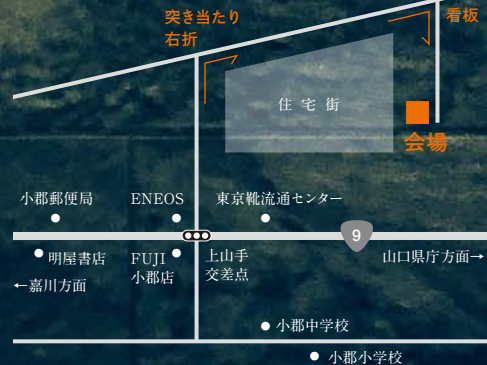 突き当たり
右折
看板
住宅街
会場
小郡郵便局
ENEOS
東京靴流通センター
9
明屋書店
FUJI
小郡店
上山手
交差点
山口県庁方面→
←嘉川方面
小郡中学校
小郡小学校